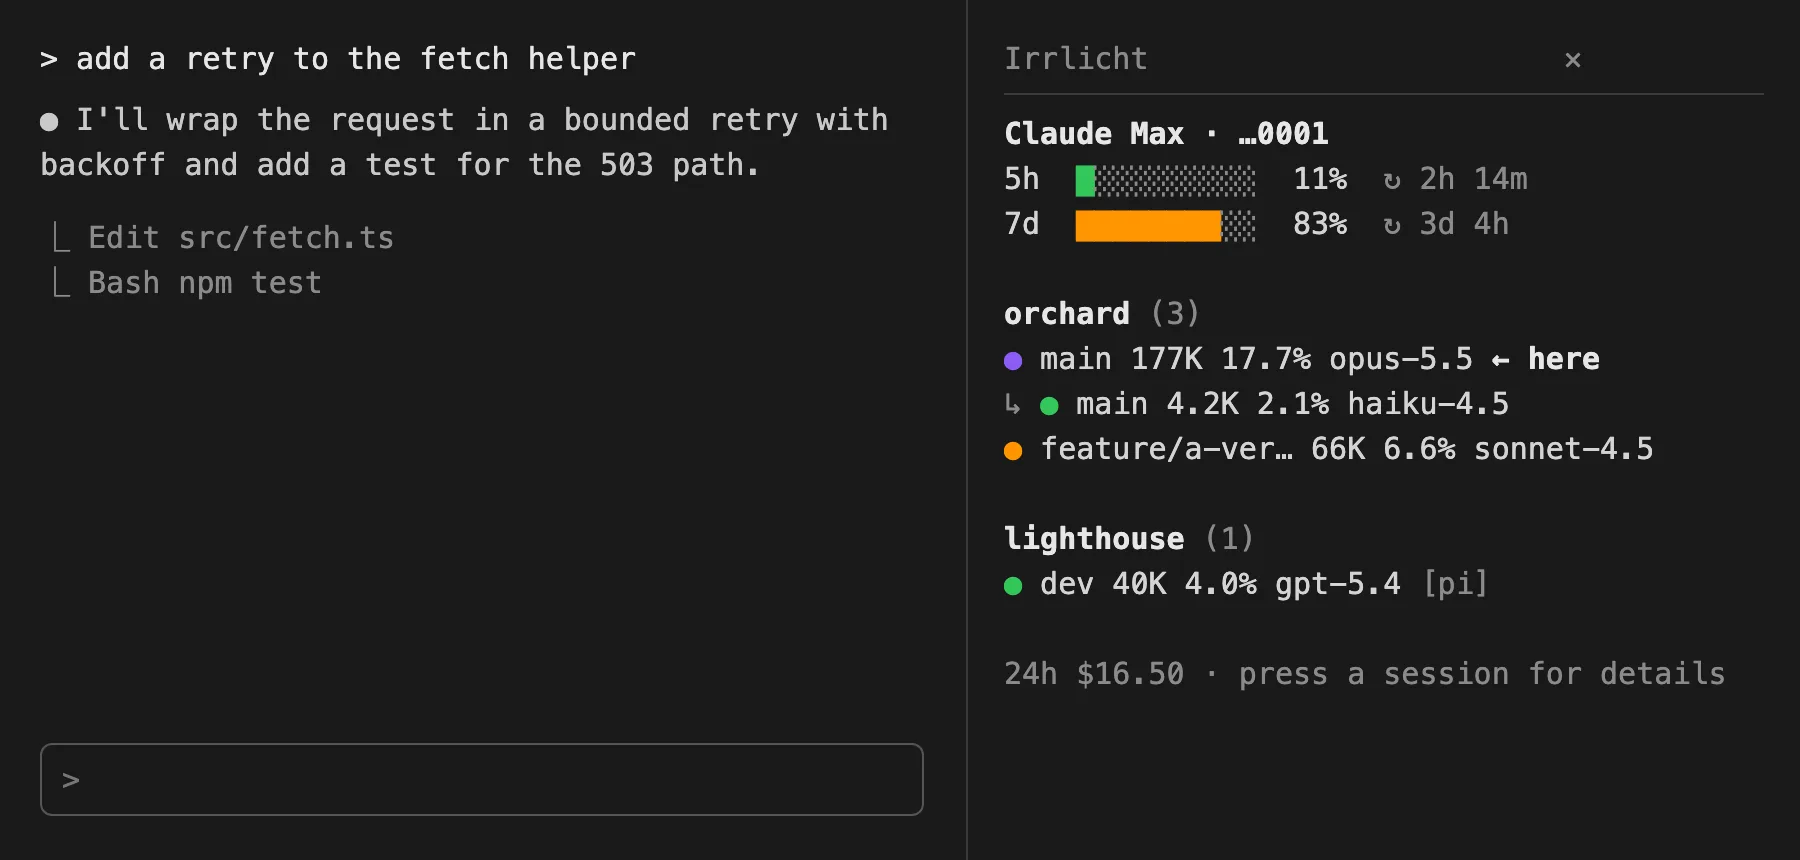 > add a retry to the fetch helper
● I'll wrap the request in a bounded retry with
backoff and add a test for the 503 path.
⎿ Edit src/fetch.ts
⎿ Bash npm test
>
Irrlicht ×
Claude Max · …0001
5h 11% ↻ 2h 14m
7d 83% ↻ 3d 4h
orchard (3)
● main 177K 17.7% opus-5.5 ← here
↳ ● main 4.2K 2.1% haiku-4.5
● feature/a-ver… 66K 6.6% sonnet-4.5
lighthouse (1)
● dev 40K 4.0% gpt-5.4 [pi]
24h $16.50 · press a session for details